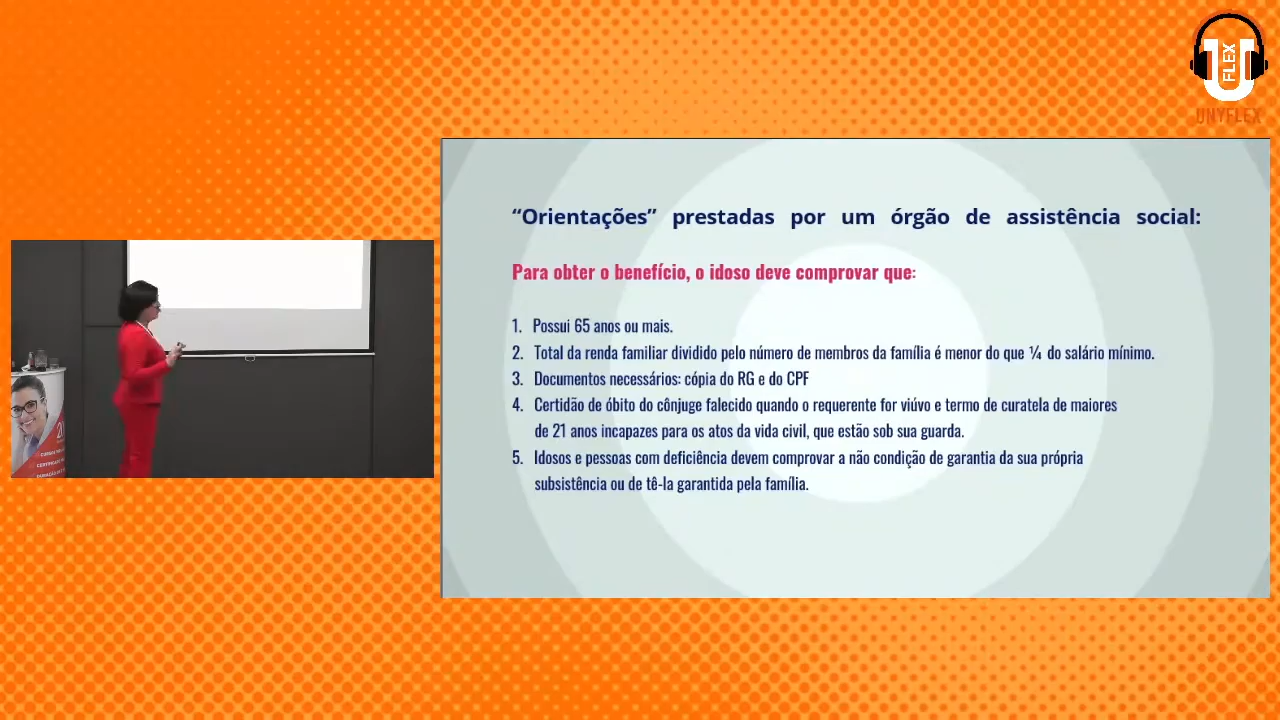 FLEX
U
UNYFLEX
“Orientações” prestadas por um órgão de assistência social:
Para obter o benefício, o idoso deve comprovar que:
1. Possui 65 anos ou mais.
2. Total da renda familiar dividido pelo número de membros da família é menor do que ¼ do salário mínimo.
3. Documentos necessários: cópia do RG e do CPF
4. Certidão de óbito do cônjuge falecido quando o requerente for viúvo e termo de curatela de maiores
de 21 anos incapazes para os atos da vida civil, que estão sob sua guarda.
5. Idosos e pessoas com deficiência devem comprovar a não condição de garantia da sua própria
subsistência ou de tê-la garantida pela família.